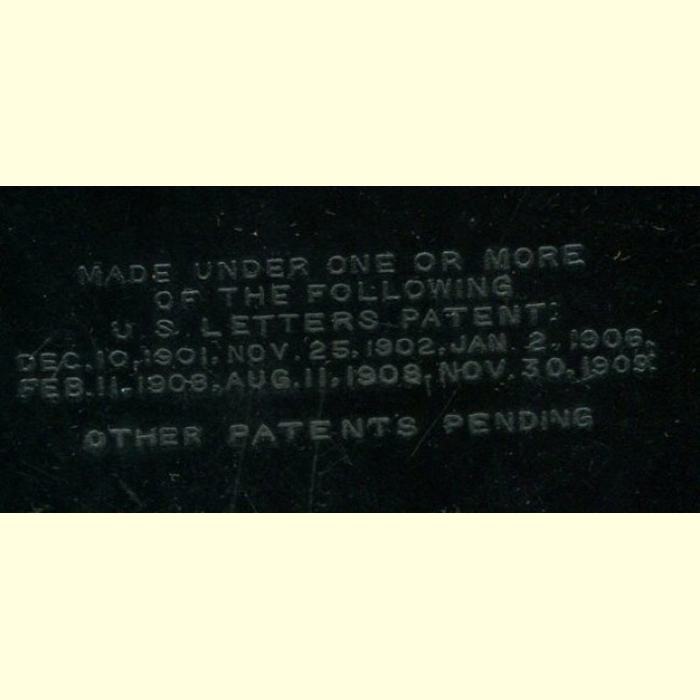 MADE UNDER ONE OR MORE
OF THE FOLLOWING
U.S. LETTERS PATENT:
DEC.10,1901, NOV.25,1902, JAN.2,1906,
FEB.11,1908, AUG.11,1908, NOV.30,1909.
OTHER PATENTS PENDING